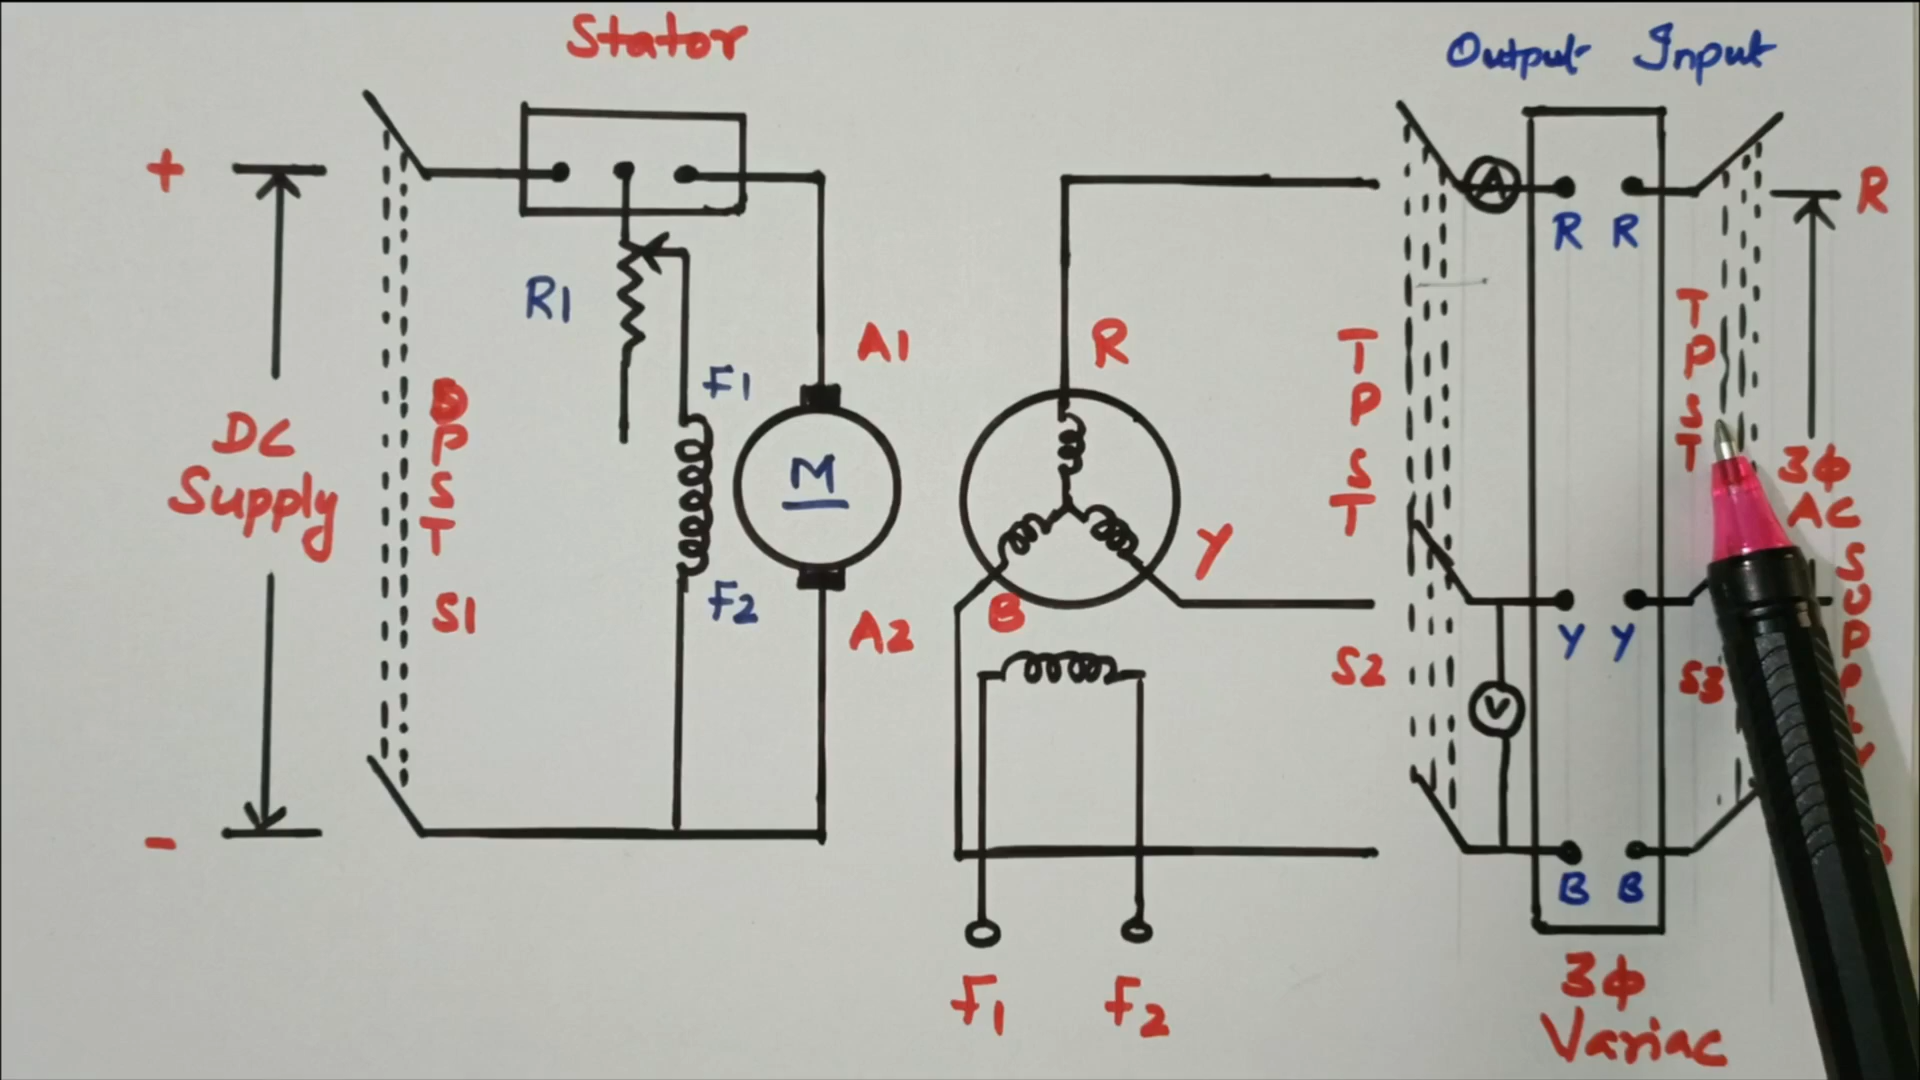 Stator
Output Input
+
R
R R
R1
A1
R
F1
DC
Supply
DPST
S1
M
F2
A2
B
Y
TPST
S2
A
V
Y Y
TPST
S3
3φ
AC
SUPPLY
-
B B
F1 F2
3φ
Variac